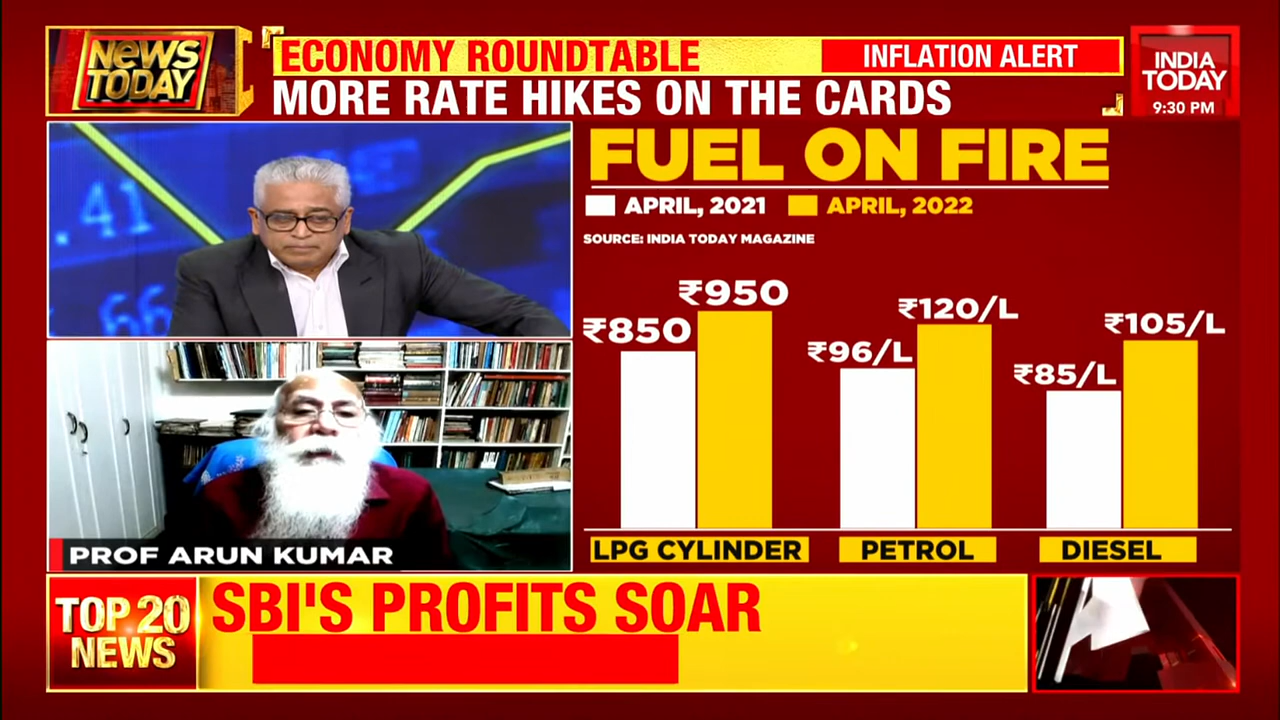 NEWS
TODAY
ECONOMY ROUNDTABLE
INFLATION ALERT
MORE RATE HIKES ON THE CARDS
INDIA
TODAY
9:30 PM
.41
66
FUEL ON FIRE
APRIL, 2021 APRIL, 2022
SOURCE: INDIA TODAY MAGAZINE
₹850 ₹950
₹96/L ₹120/L
₹85/L ₹105/L
LPG CYLINDER PETROL DIESEL
PROF ARUN KUMAR
TOP 20
NEWS
SBI'S PROFITS SOAR